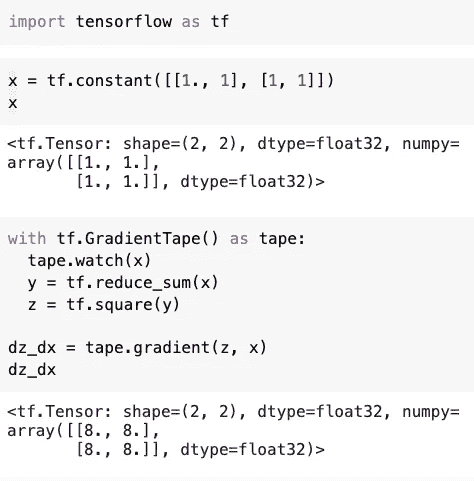 import tensorflow as tf
x = tf.constant([[1., 1], [1, 1]])
x
<tf.Tensor: shape=(2, 2), dtype=float32, numpy=
array([[1., 1.],
       [1., 1.]], dtype=float32)>
with tf.GradientTape() as tape:
  tape.watch(x)
  y = tf.reduce_sum(x)
  z = tf.square(y)
dz_dx = tape.gradient(z, x)
dz_dx
<tf.Tensor: shape=(2, 2), dtype=float32, numpy=
array([[8., 8.],
       [8., 8.]], dtype=float32)>